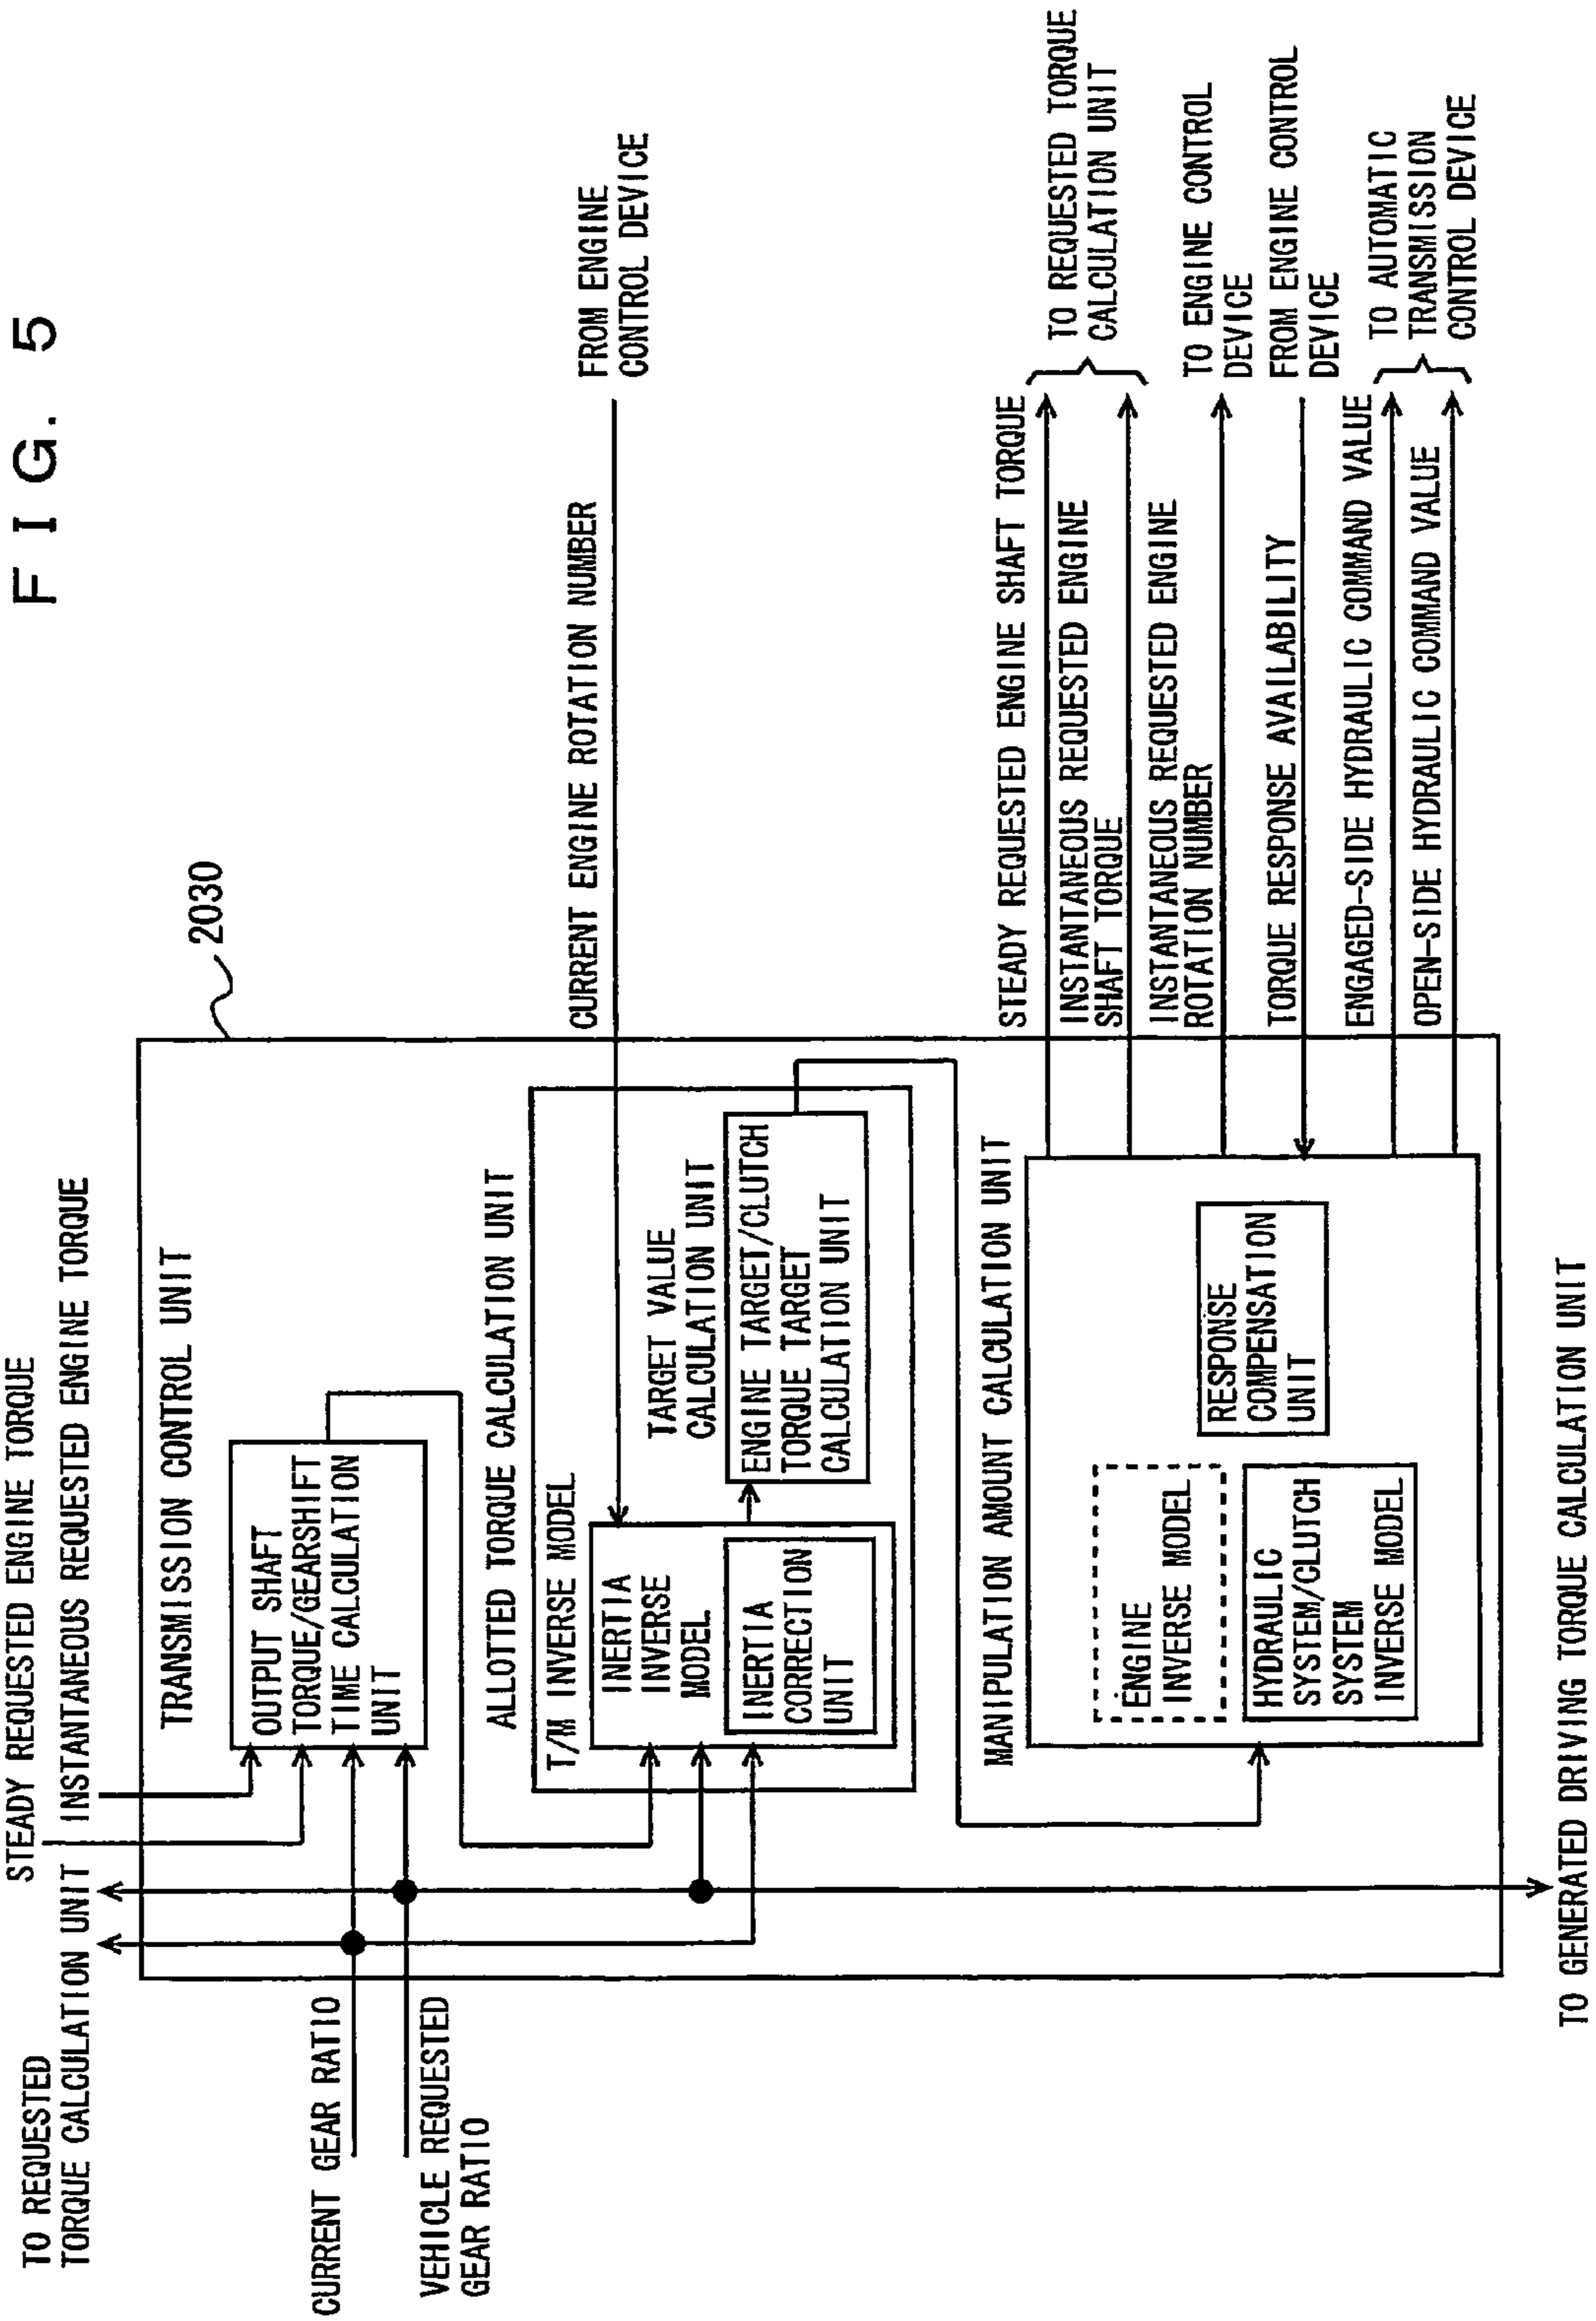 FIG. 5
TO REQUESTED
TORQUE CALCULATION UNIT
STEADY REQUESTED ENGINE TORQUE
INSTANTANEOUS REQUESTED ENGINE TORQUE
2030
CURRENT GEAR RATIO
VEHICLE REQUESTED
GEAR RATIO
TRANSMISSION CONTROL UNIT
OUTPUT SHAFT
TORQUE/GEARSHIFT
TIME CALCULATION
UNIT
ALLOTTED TORQUE CALCULATION UNIT
T/M INVERSE MODEL
INERTIA
INVERSE
MODEL
INERTIA
CORRECTION
UNIT
TARGET VALUE
CALCULATION UNIT
ENGINE TARGET/CLUTCH
TORQUE TARGET
CALCULATION UNIT
CURRENT ENGINE ROTATION NUMBER
FROM ENGINE
CONTROL DEVICE
MANIPULATION AMOUNT CALCULATION UNIT
ENGINE
INVERSE MODEL
HYDRAULIC
SYSTEM/CLUTCH
SYSTEM
INVERSE MODEL
RESPONSE
COMPENSATION
UNIT
STEADY REQUESTED ENGINE SHAFT TORQUE
INSTANTANEOUS REQUESTED ENGINE
SHAFT TORQUE
TO REQUESTED TORQUE
CALCULATION UNIT
INSTANTANEOUS REQUESTED ENGINE
ROTATION NUMBER
TO ENGINE CONTROL
DEVICE
TORQUE RESPONSE AVAILABILITY
FROM ENGINE CONTROL
DEVICE
ENGAGED-SIDE HYDRAULIC COMMAND VALUE
OPEN-SIDE HYDRAULIC COMMAND VALUE
TO AUTOMATIC
TRANSMISSION
CONTROL DEVICE
TO GENERATED DRIVING TORQUE CALCULATION UNIT